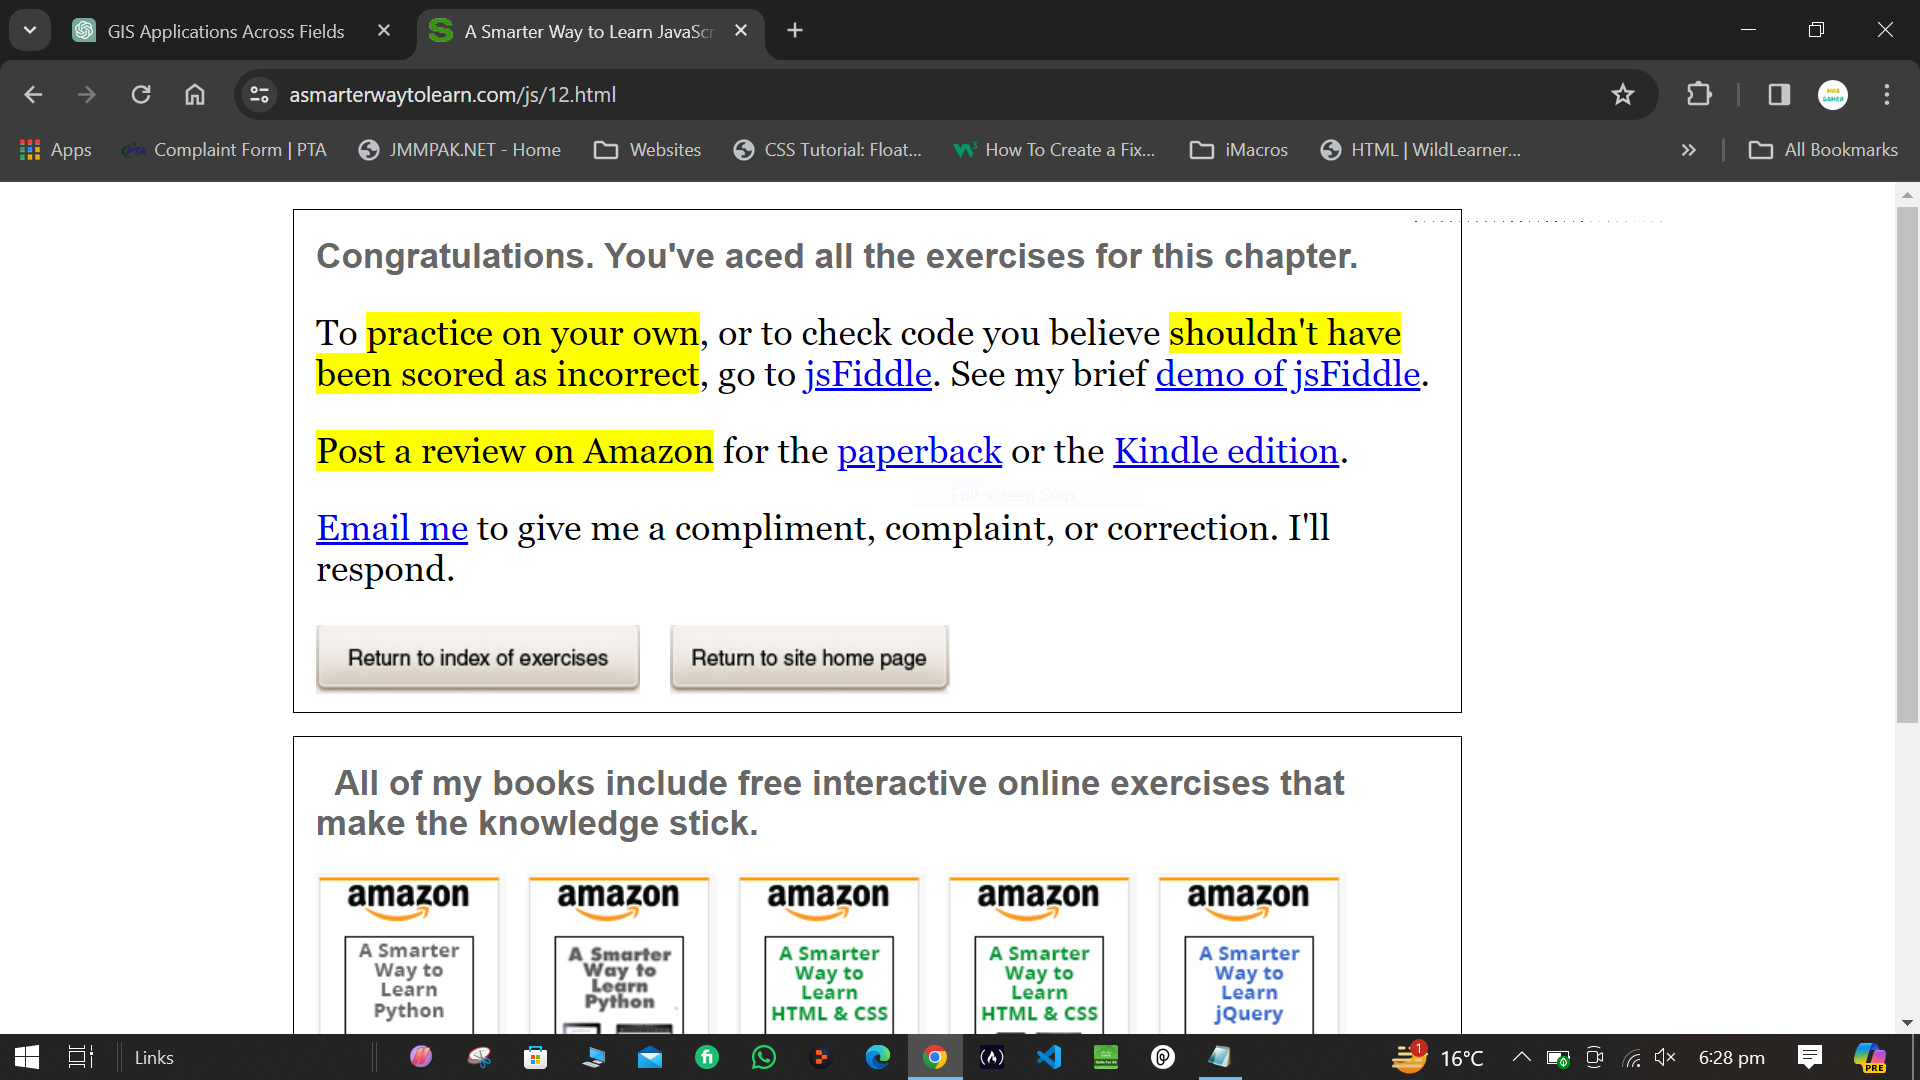 GIS Applications Across Fields
A Smarter Way to Learn JavaScr
asmarterwaytolearn.com/js/12.html
Apps
Complaint Form | PTA
JMMPAK.NET - Home
Websites
CSS Tutorial: Float...
How To Create a Fix...
iMacros
HTML | WildLearner...
All Bookmarks
Congratulations. You've aced all the exercises for this chapter.
To practice on your own, or to check code you believe shouldn't have
been scored as incorrect, go to jsFiddle. See my brief demo of jsFiddle.
Post a review on Amazon for the paperback or the Kindle edition.
Full-screen Snip
Email me to give me a compliment, complaint, or correction. I'll
respond.
Return to index of exercises
Return to site home page
All of my books include free interactive online exercises that
make the knowledge stick.
amazon
A Smarter
Way to
Learn
Python
amazon
A Smarter
Way to
Learn
Python
amazon
A Smarter
Way to
Learn
HTML & CSS
amazon
A Smarter
Way to
Learn
HTML & CSS
amazon
A Smarter
Way to
Learn
jQuery
Links
1
16°C
6:28 pm
PRE